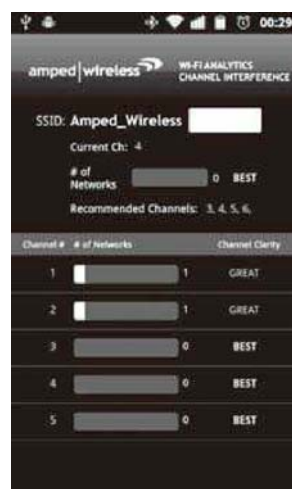 00:29
amped wireless WI-FI ANALYTICS
CHANNEL INTERFERENCE
SSID: Amped_Wireless
Current Ch: 4
# of
Networks 0 BEST
Recommended Channels: 3, 4, 5, 6,
Channel # # of Networks Channel Clarity
1 1 GREAT
2 1 GREAT
3 0 BEST
4 0 BEST
5 0 BEST